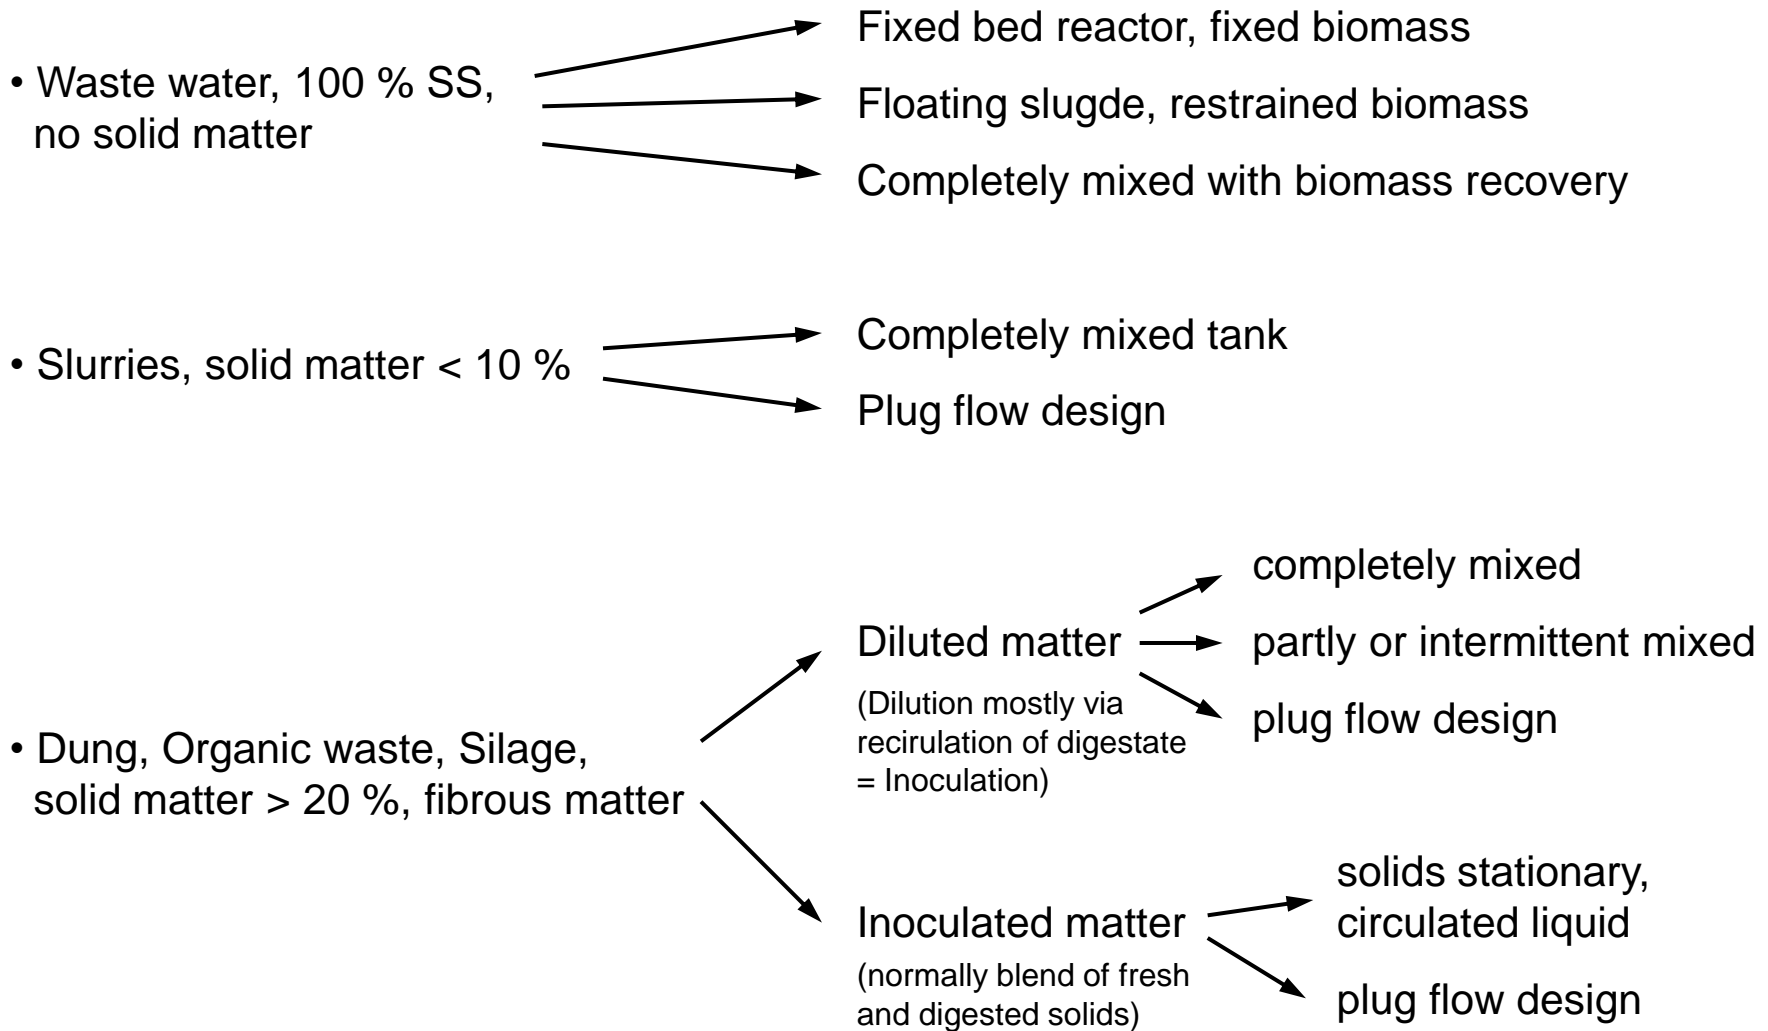 • Waste water, 100 % SS,
no solid matter
Fixed bed reactor, fixed biomass
Floating slugde, restrained biomass
Completely mixed with biomass recovery
• Slurries, solid matter < 10 %
Completely mixed tank
Plug flow design
• Dung, Organic waste, Silage,
solid matter > 20 %, fibrous matter
Diluted matter
(Dilution mostly via
recirulation of digestate
= Inoculation)
completely mixed
partly or intermittent mixed
plug flow design
Inoculated matter
(normally blend of fresh
and digested solids)
solids stationary,
circulated liquid
plug flow design